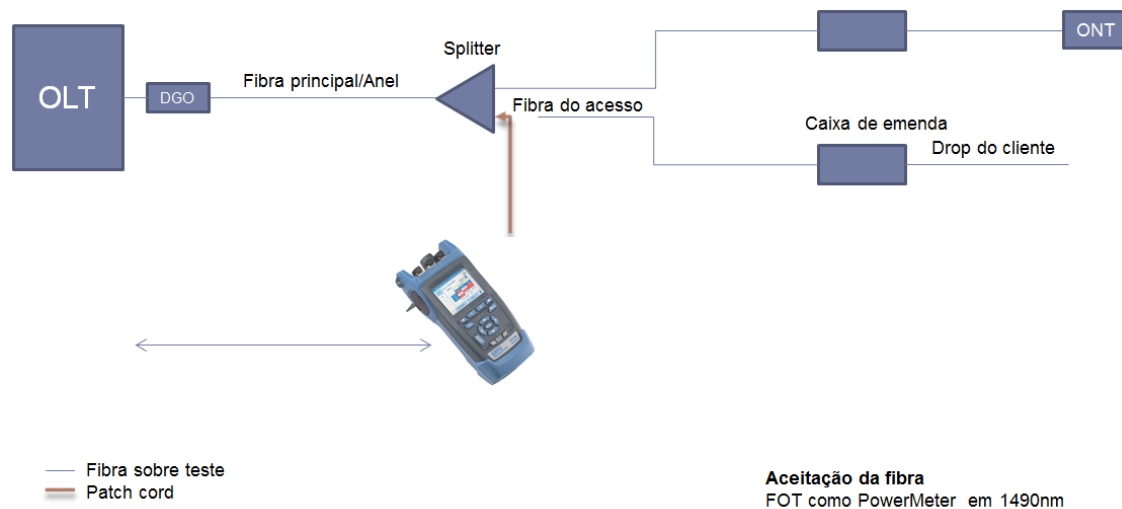 OLT
DGO
Fibra principal/Anel
Splitter
Fibra do acesso
ONT
Caixa de emenda
Drop do cliente
Fibra sobre teste
Patch cord
Aceitação da fibra
FOT como PowerMeter em 1490nm